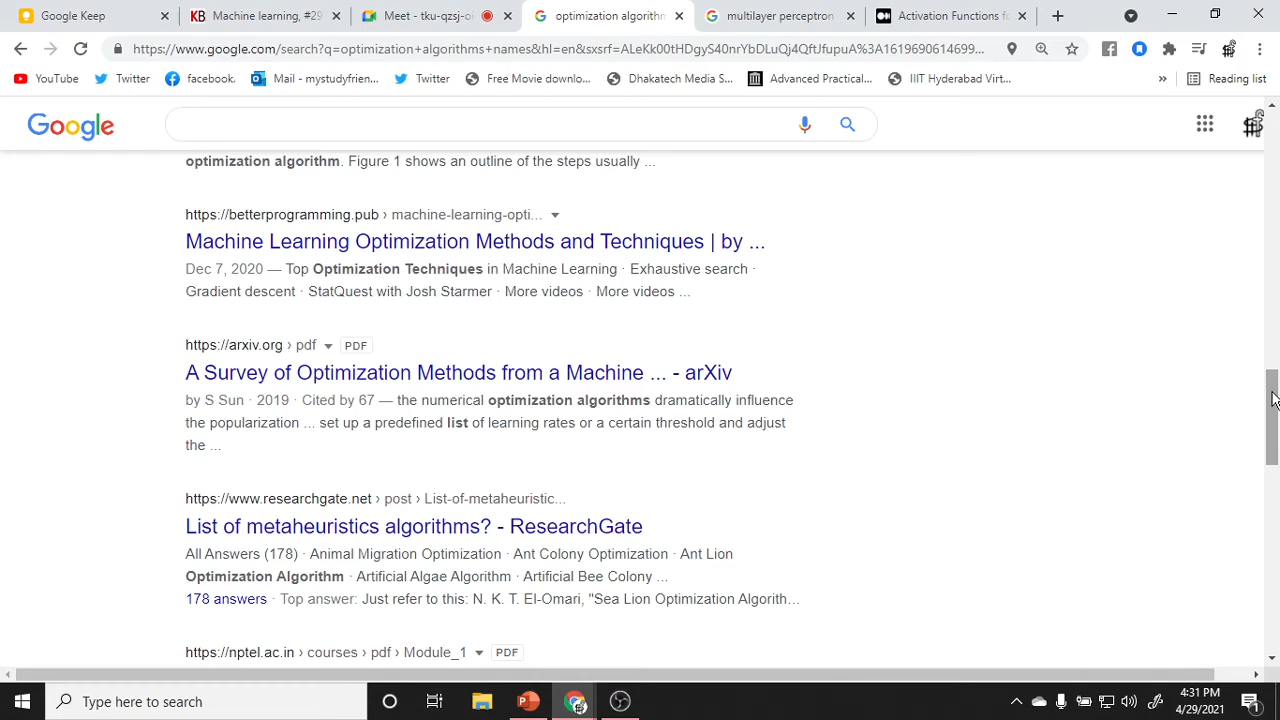 Google Keep
Machine learning, #29
Meet - tku-qzsj-
optimization algorithm
multilayer perceptron
Activation Functions fo
https://www.google.com/search?q=optimization+algorithms+names&hl=en&sxsrf=ALeKk00tHDgyS40nrYbDLuQj4QftJfupuA%3A1619690614699...
YouTube
Twitter
facebook.
Mail - mystudyfrien...
Twitter
Free Movie downlo...
Dhakatech Media S...
Advanced Practical...
IIIT Hyderabad Virt...
»
Reading list
Google
optimization algorithm. Figure 1 shows an outline of the steps usually ...
https://betterprogramming.pub › machine-learning-opti...
Machine Learning Optimization Methods and Techniques | by ...
Dec 7, 2020 — Top Optimization Techniques in Machine Learning · Exhaustive search ·
Gradient descent · StatQuest with Josh Starmer · More videos · More videos ...
https://arxiv.org › pdf PDF
A Survey of Optimization Methods from a Machine ... - arXiv
by S Sun · 2019 · Cited by 67 — the numerical optimization algorithms dramatically influence
the popularization ... set up a predefined list of learning rates or a certain threshold and adjust
the ...
https://www.researchgate.net › post › List-of-metaheuristic...
List of metaheuristics algorithms? - ResearchGate
All Answers (178) · Animal Migration Optimization · Ant Colony Optimization · Ant Lion
Optimization Algorithm · Artificial Algae Algorithm · Artificial Bee Colony ...
178 answers · Top answer: Just refer to this: N. K. T. El-Omari, "Sea Lion Optimization Algorith...
https://nptel.ac.in › courses › pdf › Module_1 PDF
Type here to search
4:31 PM
4/29/2021